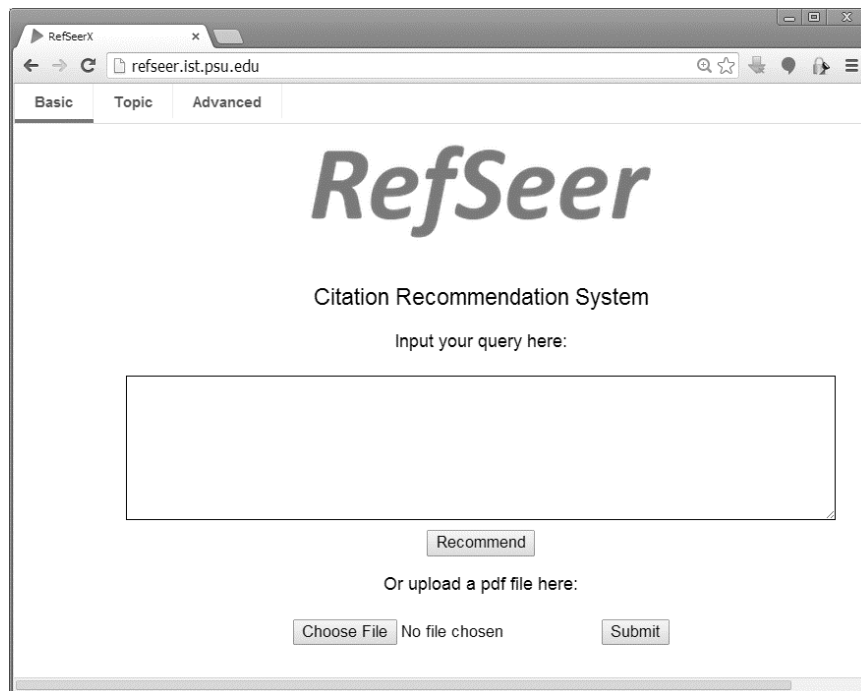 RefSeerX
refseer.ist.psu.edu
Basic Topic Advanced
RefSeer
Citation Recommendation System
Input your query here:
Recommend
Or upload a pdf file here:
Choose File No file chosen Submit